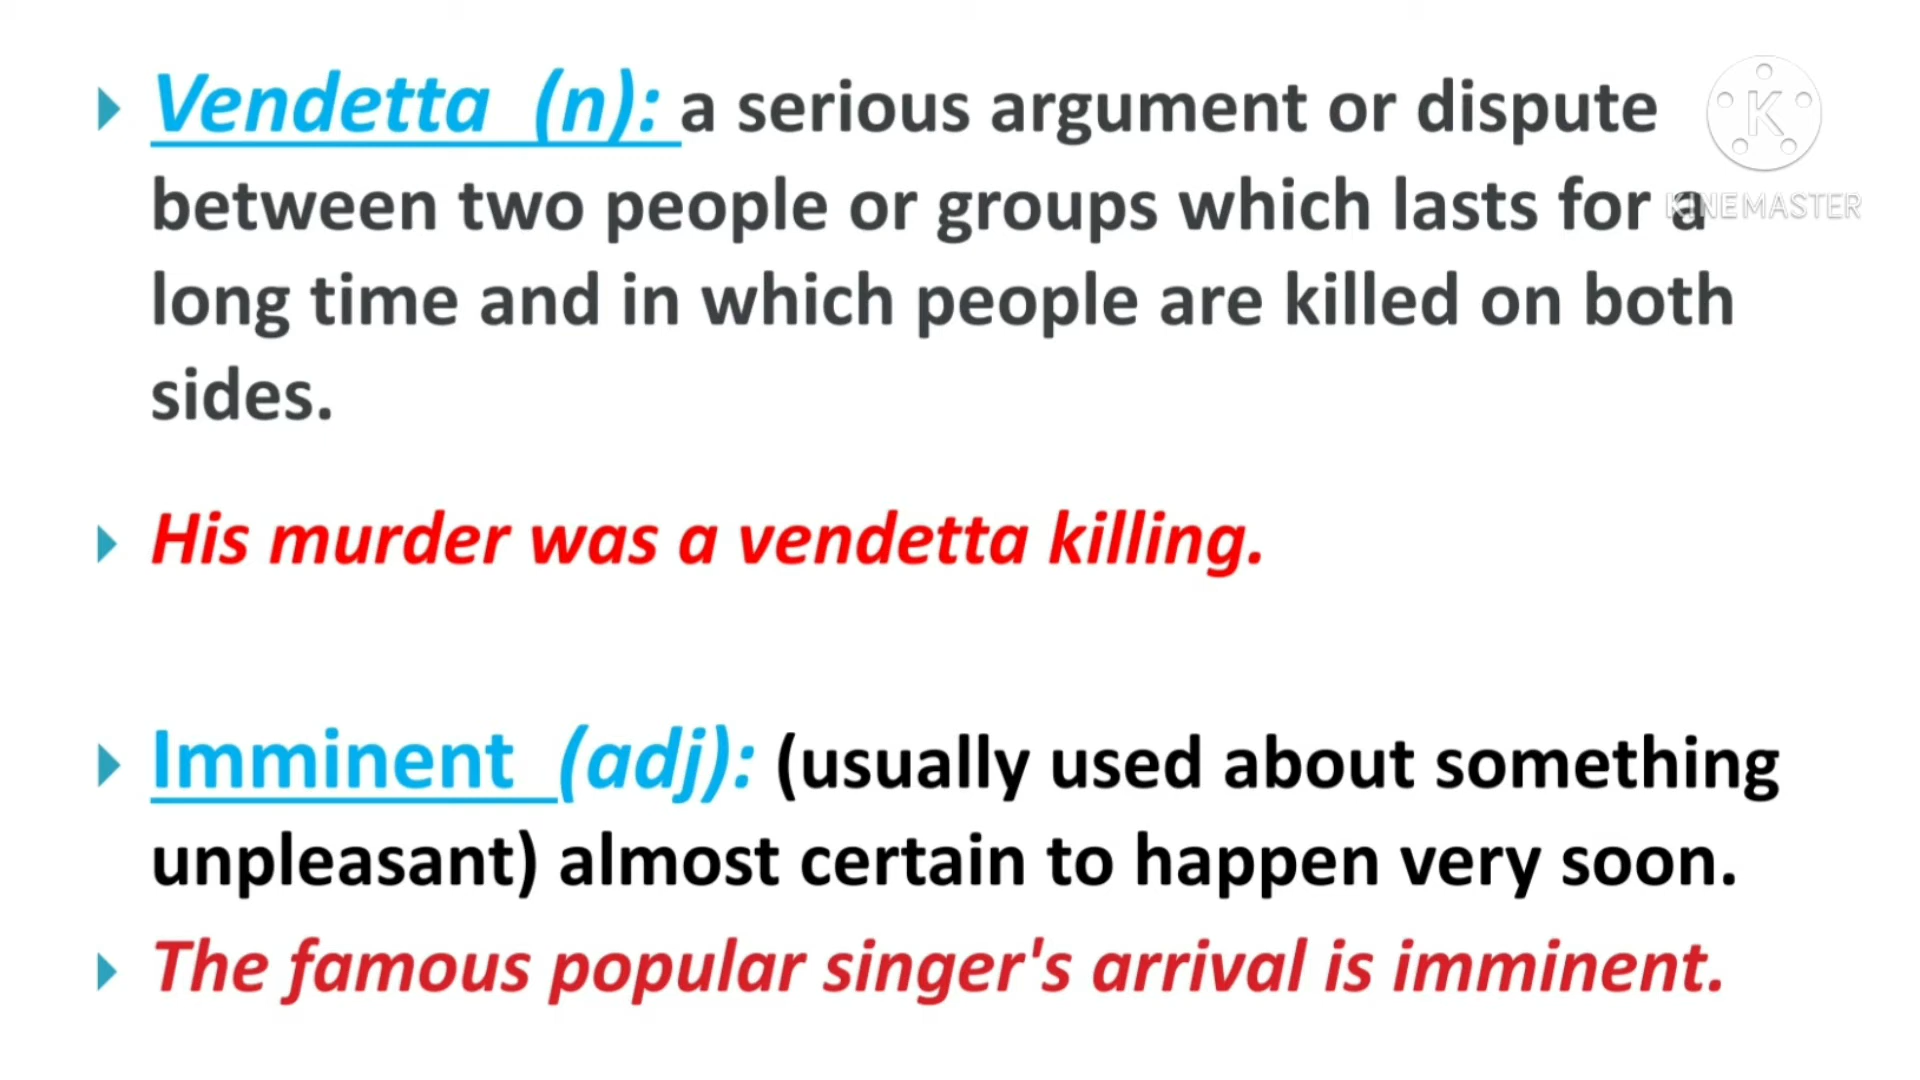 Vendetta (n): a serious argument or dispute
between two people or groups which lasts for a
long time and in which people are killed on both
sides.
His murder was a vendetta killing.
Imminent (adj): (usually used about something
unpleasant) almost certain to happen very soon.
The famous popular singer's arrival is imminent.
K
KINEMASTER